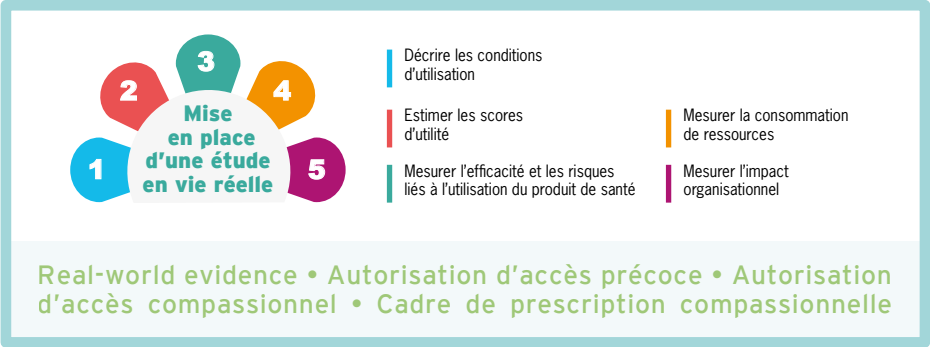 1
2
3
4
5
Mise
en place
d'une étude
en vie réelle
Décrire les conditions
d'utilisation
Estimer les scores
d'utilité
Mesurer l'efficacité et les risques
liés à l'utilisation du produit de santé
Mesurer la consommation
de ressources
Mesurer l'impact
organisationnel
Real-world evidence • Autorisation d'accès précoce • Autorisation
d'accès compassionnel • Cadre de prescription compassionnelle